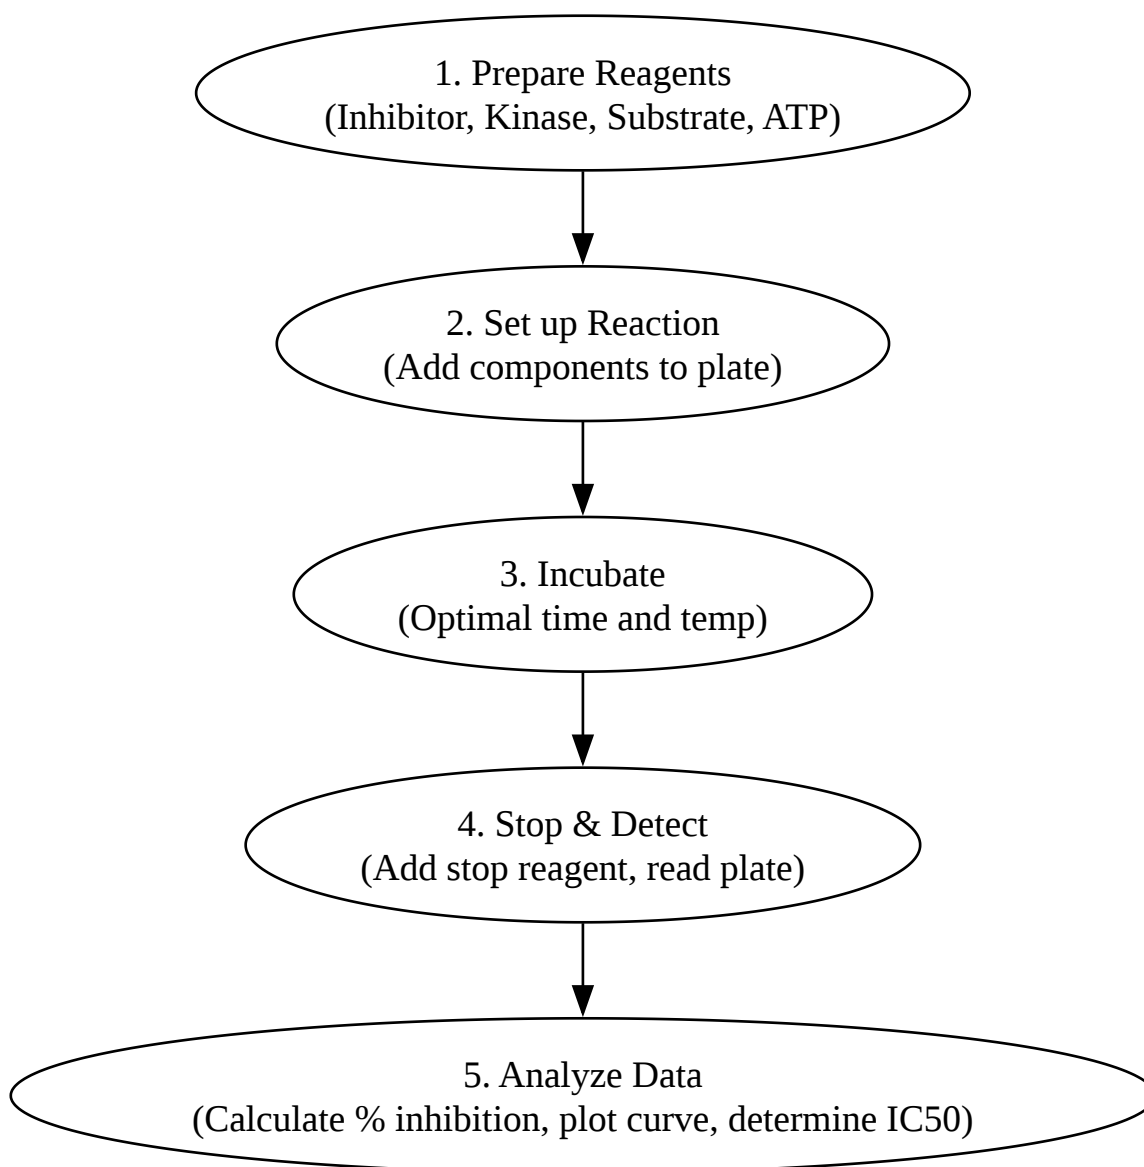 1. Prepare Reagents
(Inhibitor, Kinase, Substrate, ATP)
2. Set up Reaction
(Add components to plate)
3. Incubate
(Optimal time and temp)
4. Stop & Detect
(Add stop reagent, read plate)
5. Analyze Data
(Calculate % inhibition, plot curve, determine IC50)